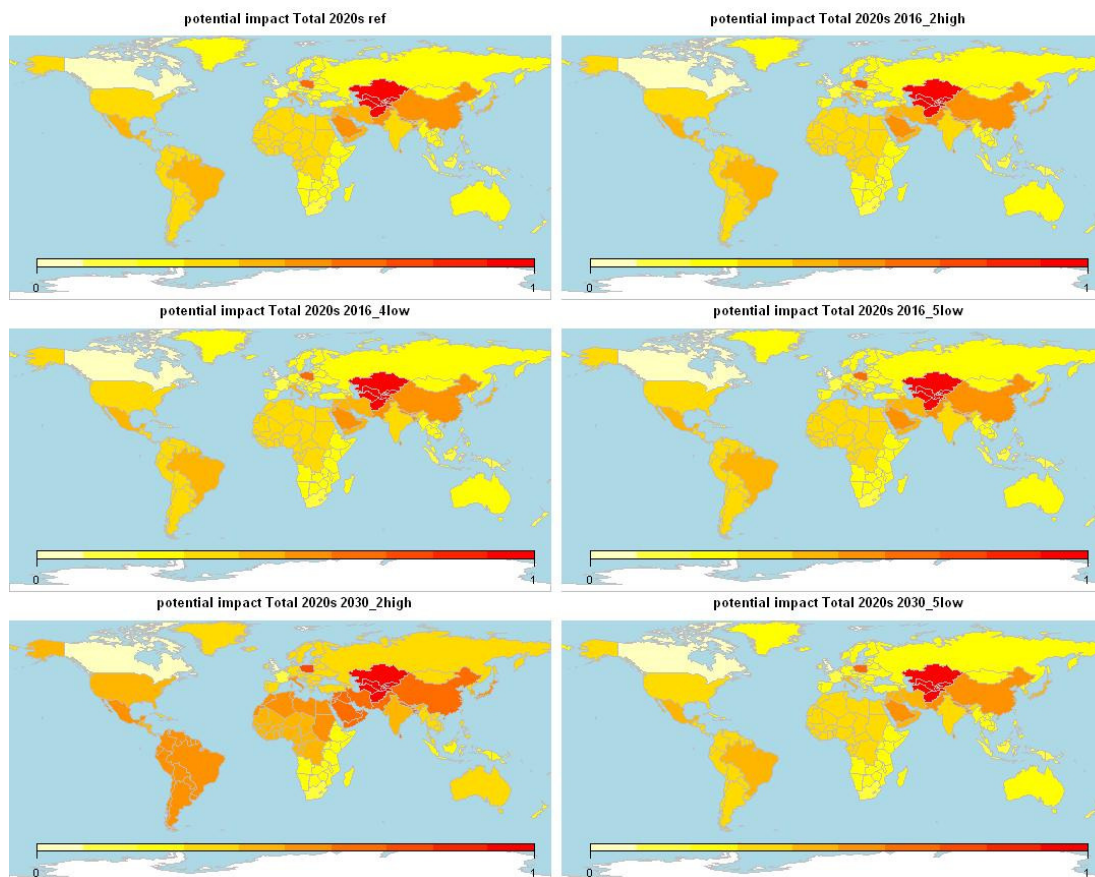 potential impact Total 2020s ref
potential impact Total 2020s 2016_2high
0 1
0 1
potential impact Total 2020s 2016_4low
potential impact Total 2020s 2016_5low
0 1
0 1
potential impact Total 2020s 2030_2high
potential impact Total 2020s 2030_5low
0 1
0 1